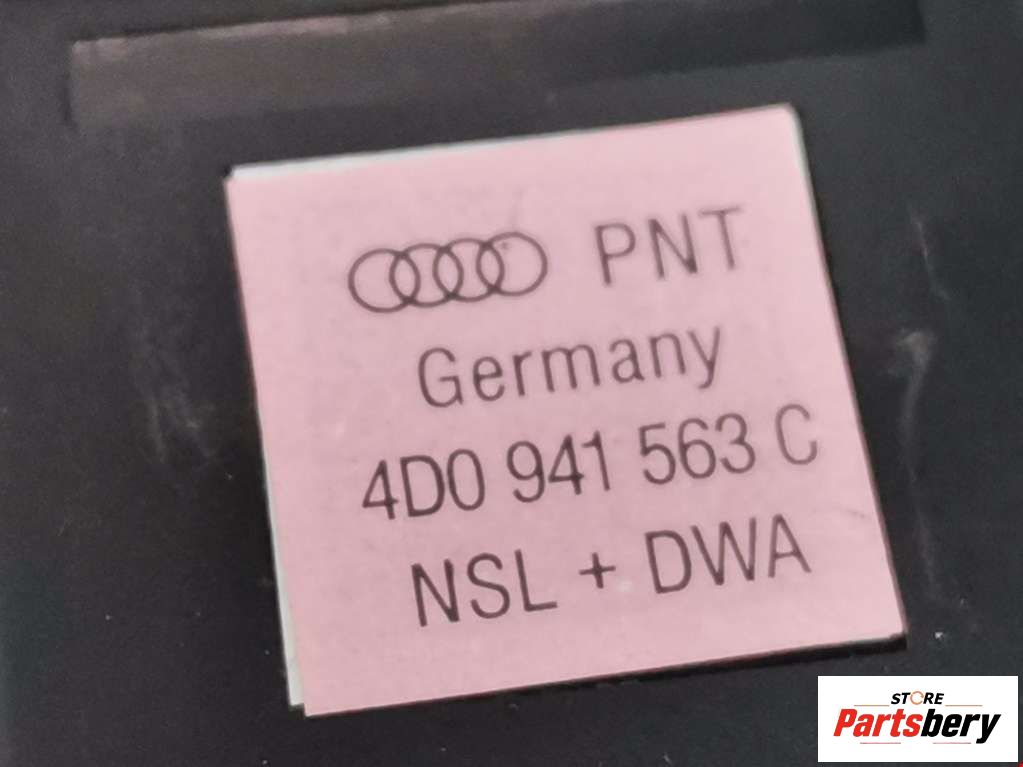 PNT
Germany
4D0 941 563 C
NSL + DWA
STORE
Partsbery